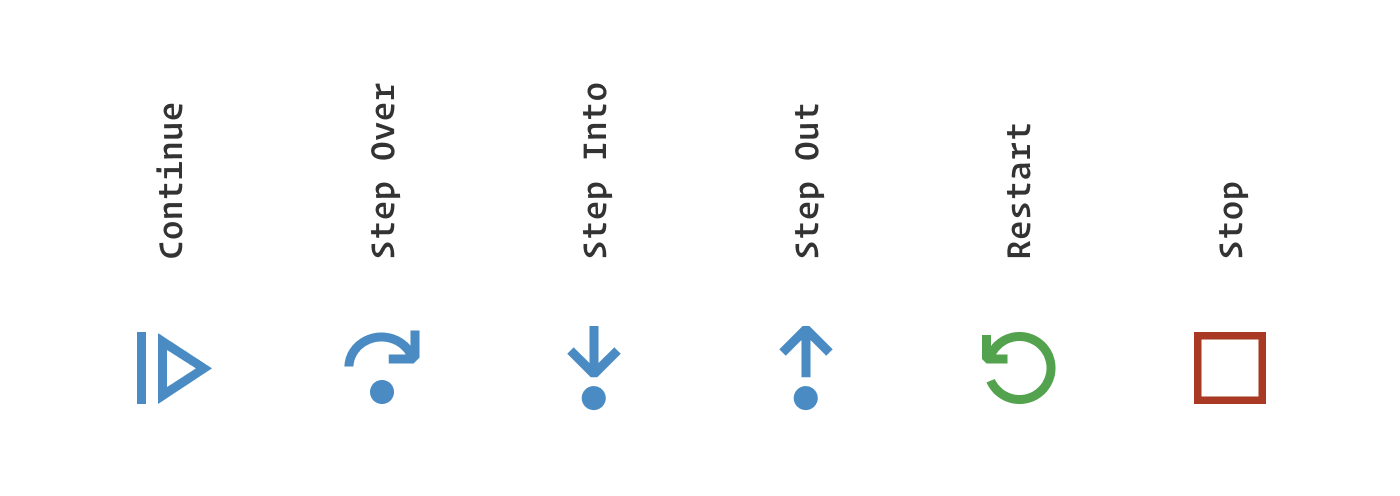 Continue
Step Over
Step Into
Step Out
Restart
Stop